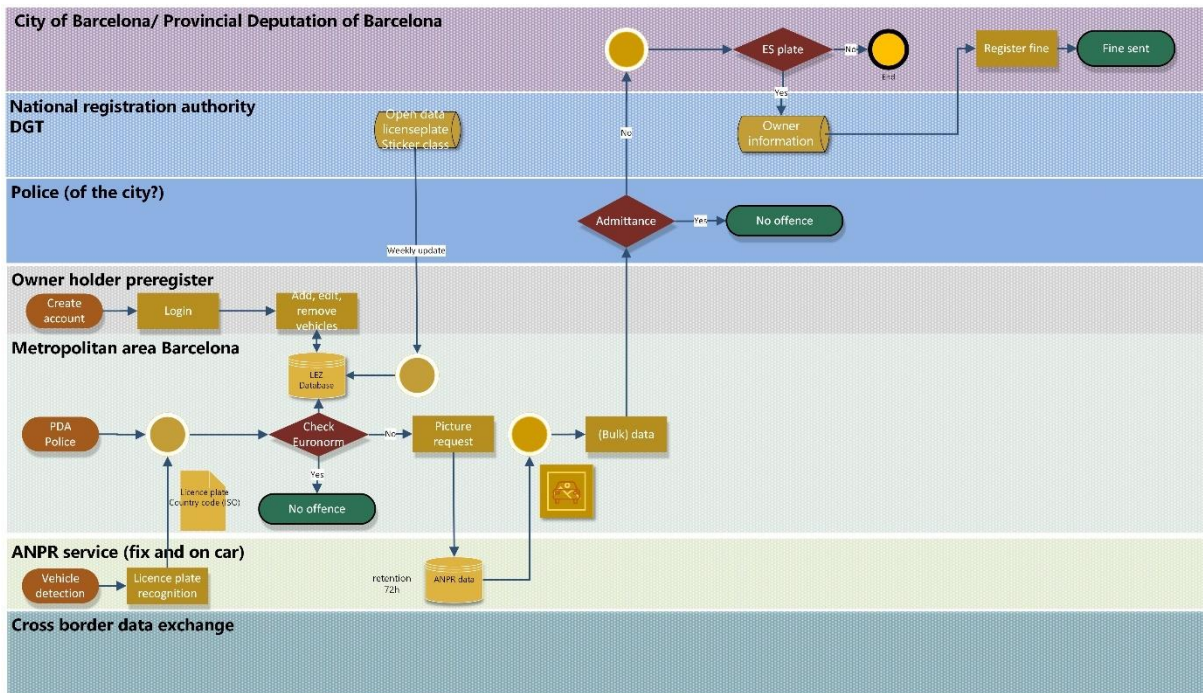 City of Barcelona/ Provincial Deputation of Barcelona
ES plate
No
End
Register fine
Fine sent
Yes
National registration authority
DGT
Open data
licenseplate
Sticker class
Owner
information
No
Police (of the city?)
Admittance
Yes
No offence
Weekly update
Owner holder preregister
Create
account
Login
Add, edit,
remove
vehicles
Metropolitan area Barcelona
LEZ
Database
PDA
Police
Check
Euronorm
No
Picture
request
(Bulk) data
Yes
Licence plate
Country code (ISO)
No offence
ANPR service (fix and on car)
Vehicle
detection
Licence plate
recognition
retention
72h
ANPR data
Cross border data exchange